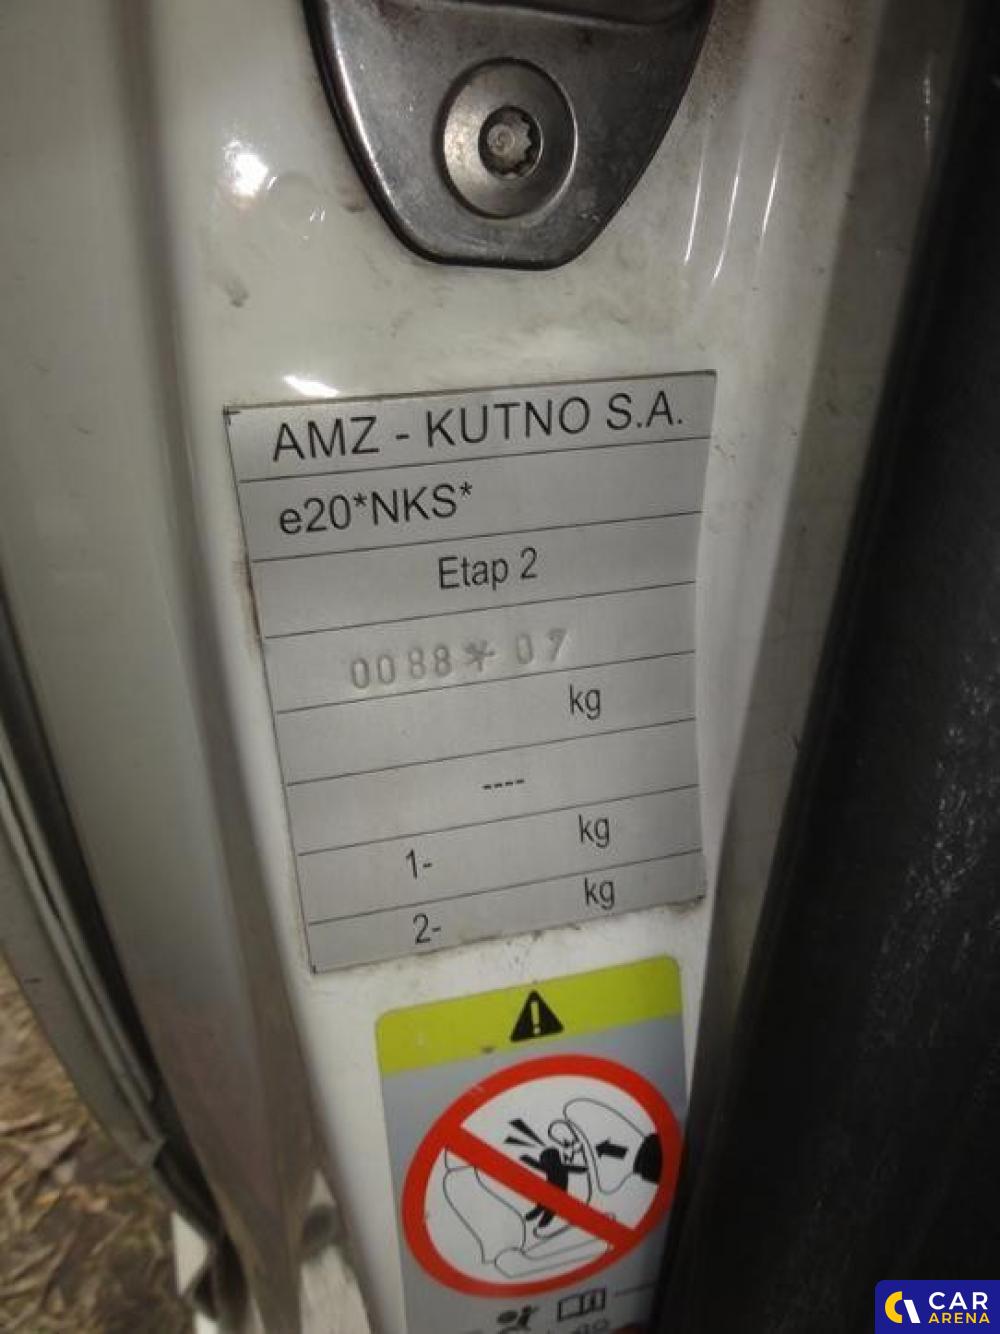 AMZ - KUTNO S.A.
e20*NKS*
Etap 2
0088*07
kg
----
1- kg
2- kg
CAR
ARENA